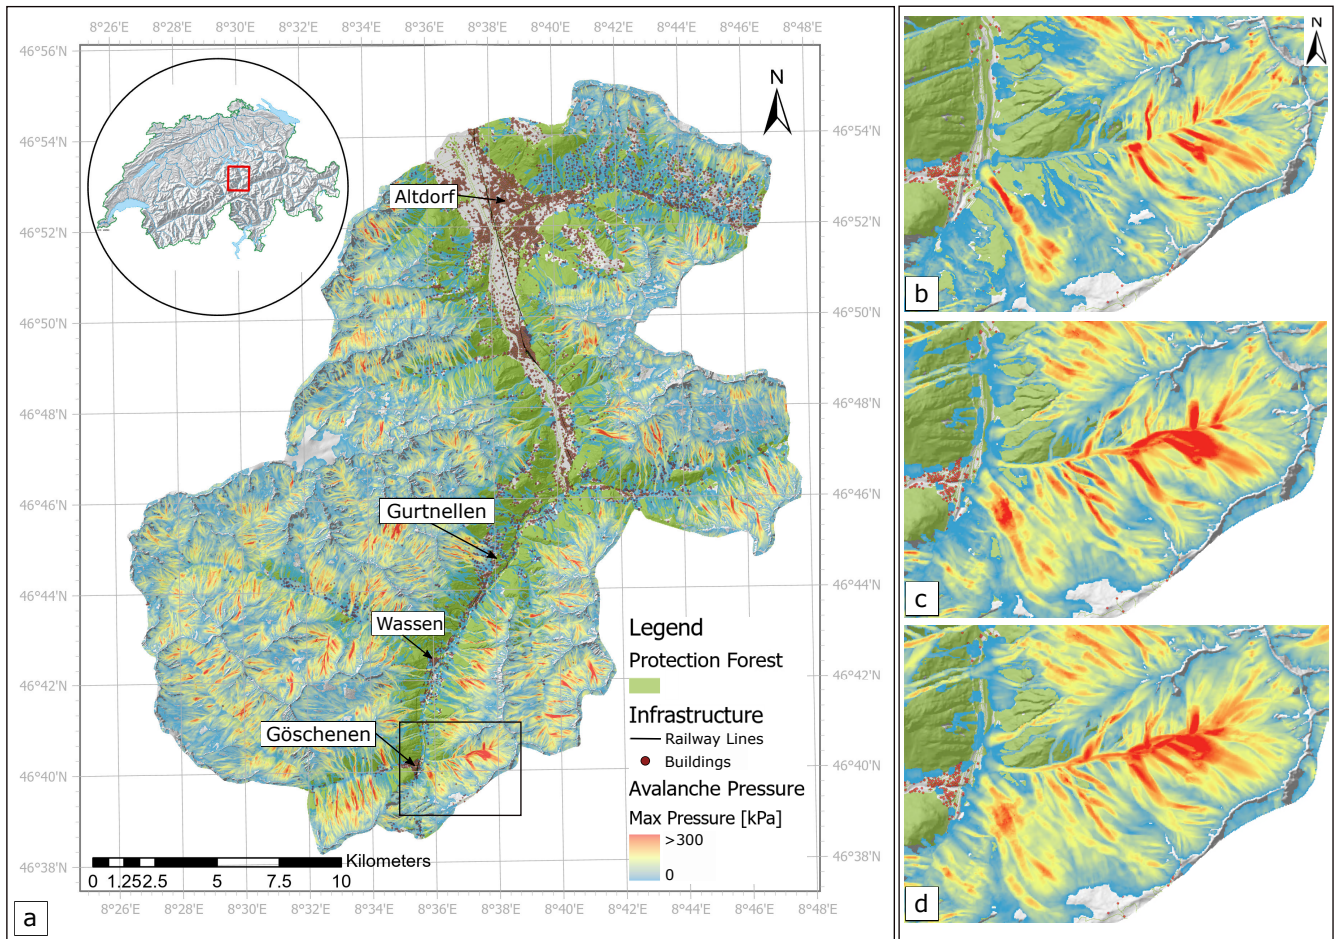 8°26'E 8°28'E 8°30'E 8°32'E 8°34'E 8°36'E 8°38'E 8°40'E 8°42'E 8°44'E 8°46'E
46°56'N
46°54'N
46°52'N
46°50'N
46°48'N
46°46'N
46°44'N
46°42'N
46°40'N
46°38'N
N
46°54'N
46°52'N
46°50'N
46°48'N
46°46'N
46°44'N
46°42'N
46°40'N
46°38'N
Altdorf
Gurtnellen
Wassen
Göschenen
Legend
Protection Forest
Infrastructure
Railway Lines
Buildings
Avalanche Pressure
Max Pressure [kPa]
>300
0
Kilometers
0 1.25 2.5 5 7.5 10
8°26'E 8°28'E 8°30'E 8°32'E 8°34'E 8°36'E 8°38'E 8°40'E 8°42'E 8°44'E 8°46'E 8°48'E
a
N
b
c
d